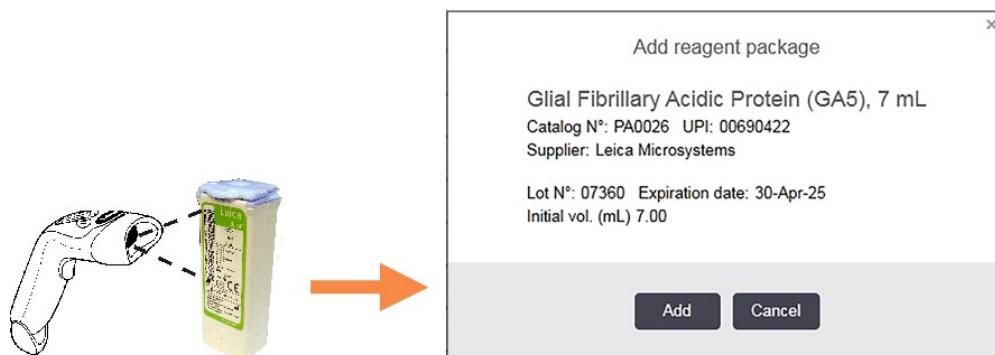 Leica
×
Add reagent package
Glial Fibrillary Acidic Protein (GA5), 7 mL
Catalog N°: PA0026 UPI: 00690422
Supplier: Leica Microsystems
Lot N°: 07360 Expiration date: 30-Apr-25
Initial vol. (mL) 7.00
Add Cancel